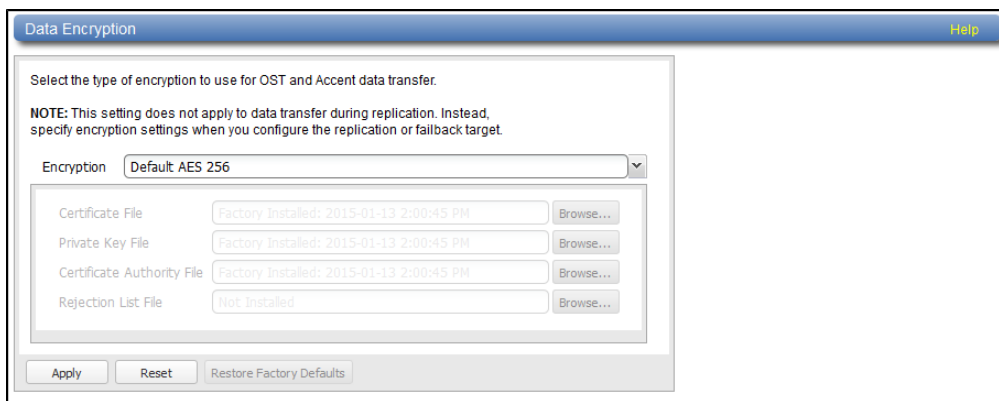 Data Encryption Help
Select the type of encryption to use for OST and Accent data transfer.
NOTE: This setting does not apply to data transfer during replication. Instead,
specify encryption settings when you configure the replication or failback target.
Encryption Default AES 256
Certificate File Factory Installed: 2015-01-13 2:00:45 PM Browse...
Private Key File Factory Installed: 2015-01-13 2:00:45 PM Browse...
Certificate Authority File Factory Installed: 2015-01-13 2:00:45 PM Browse...
Rejection List File Not Installed Browse...
Apply Reset Restore Factory Defaults